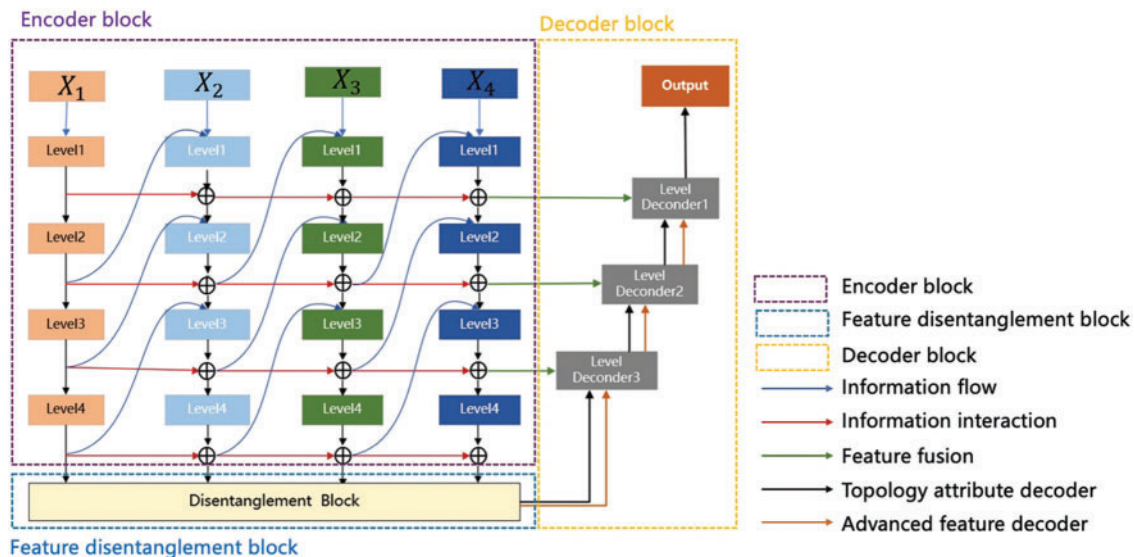 Encoder block
Decoder block
X₁ X₂ X₃ X₄
Output
Level1 Level1 Level1 Level1
Level
Deconder1
Level2 Level2 Level2 Level2
Level
Deconder2
Level3 Level3 Level3 Level3
Level
Deconder3
Level4 Level4 Level4 Level4
Disentanglement Block
Feature disentanglement block
Encoder block
Feature disentanglement block
Decoder block
Information flow
Information interaction
Feature fusion
Topology attribute decoder
Advanced feature decoder